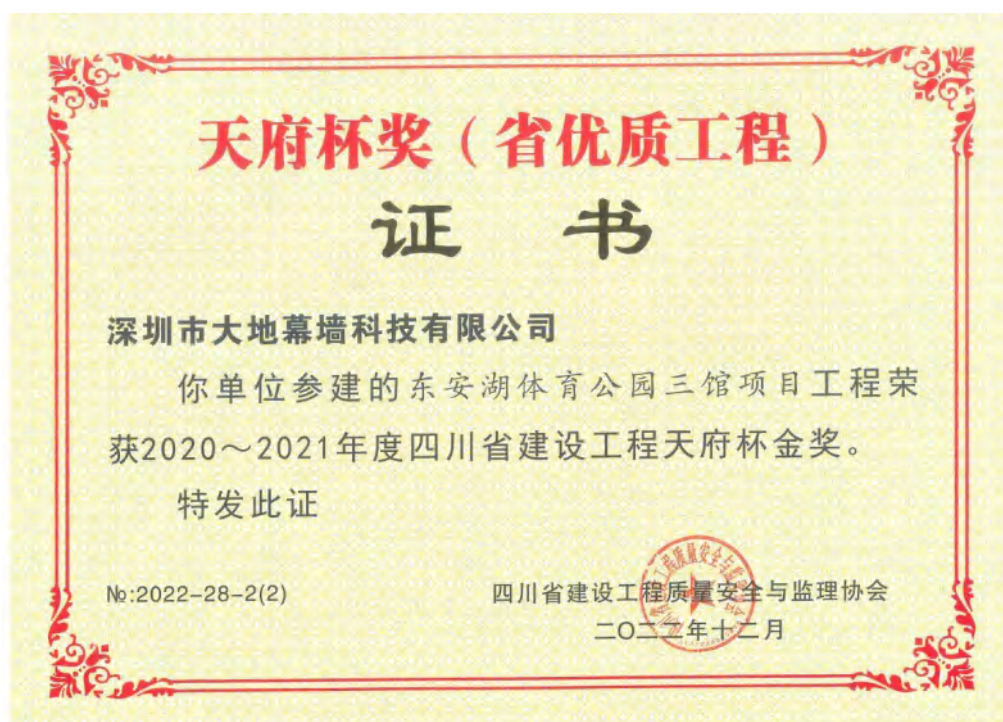 天府杯奖（省优质工程）
证 书
深圳市大地幕墙科技有限公司
你单位参建的东安湖体育公园三馆项目工程荣
获2020～2021年度四川省建设工程天府杯金奖。
特发此证
№:2022-28-2(2)
四川省建设工程质量安全与监理协会
二〇二二年十二月